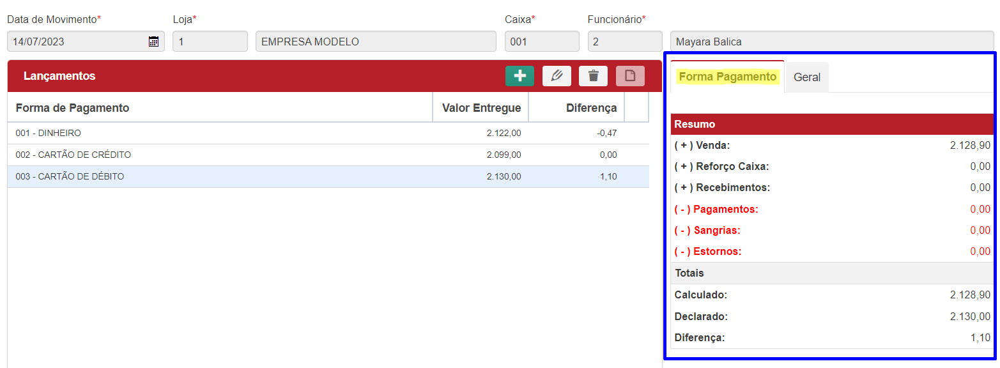 Data de Movimento* Loja* Caixa* Funcionário*
14/07/2023 1 EMPRESA MODELO 001 2 Mayara Balica
Lançamentos
Forma de Pagamento Valor Entregue Diferença
001 - DINHEIRO 2.122,00 -0,47
002 - CARTÃO DE CRÉDITO 2.099,00 0,00
003 - CARTÃO DE DÉBITO 2.130,00 1,10
Forma Pagamento Geral
Resumo
( + ) Venda: 2.128,90
( + ) Reforço Caixa: 0,00
( + ) Recebimentos: 0,00
( - ) Pagamentos: 0,00
( - ) Sangrias: 0,00
( - ) Estornos: 0,00
Totais
Calculado: 2.128,90
Declarado: 2.130,00
Diferença: 1,10